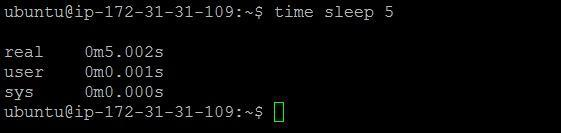 ubuntu@ip-172-31-31-109:~$ time sleep 5
real 0m5.002s
user 0m0.001s
sys 0m0.000s
ubuntu@ip-172-31-31-109:~$